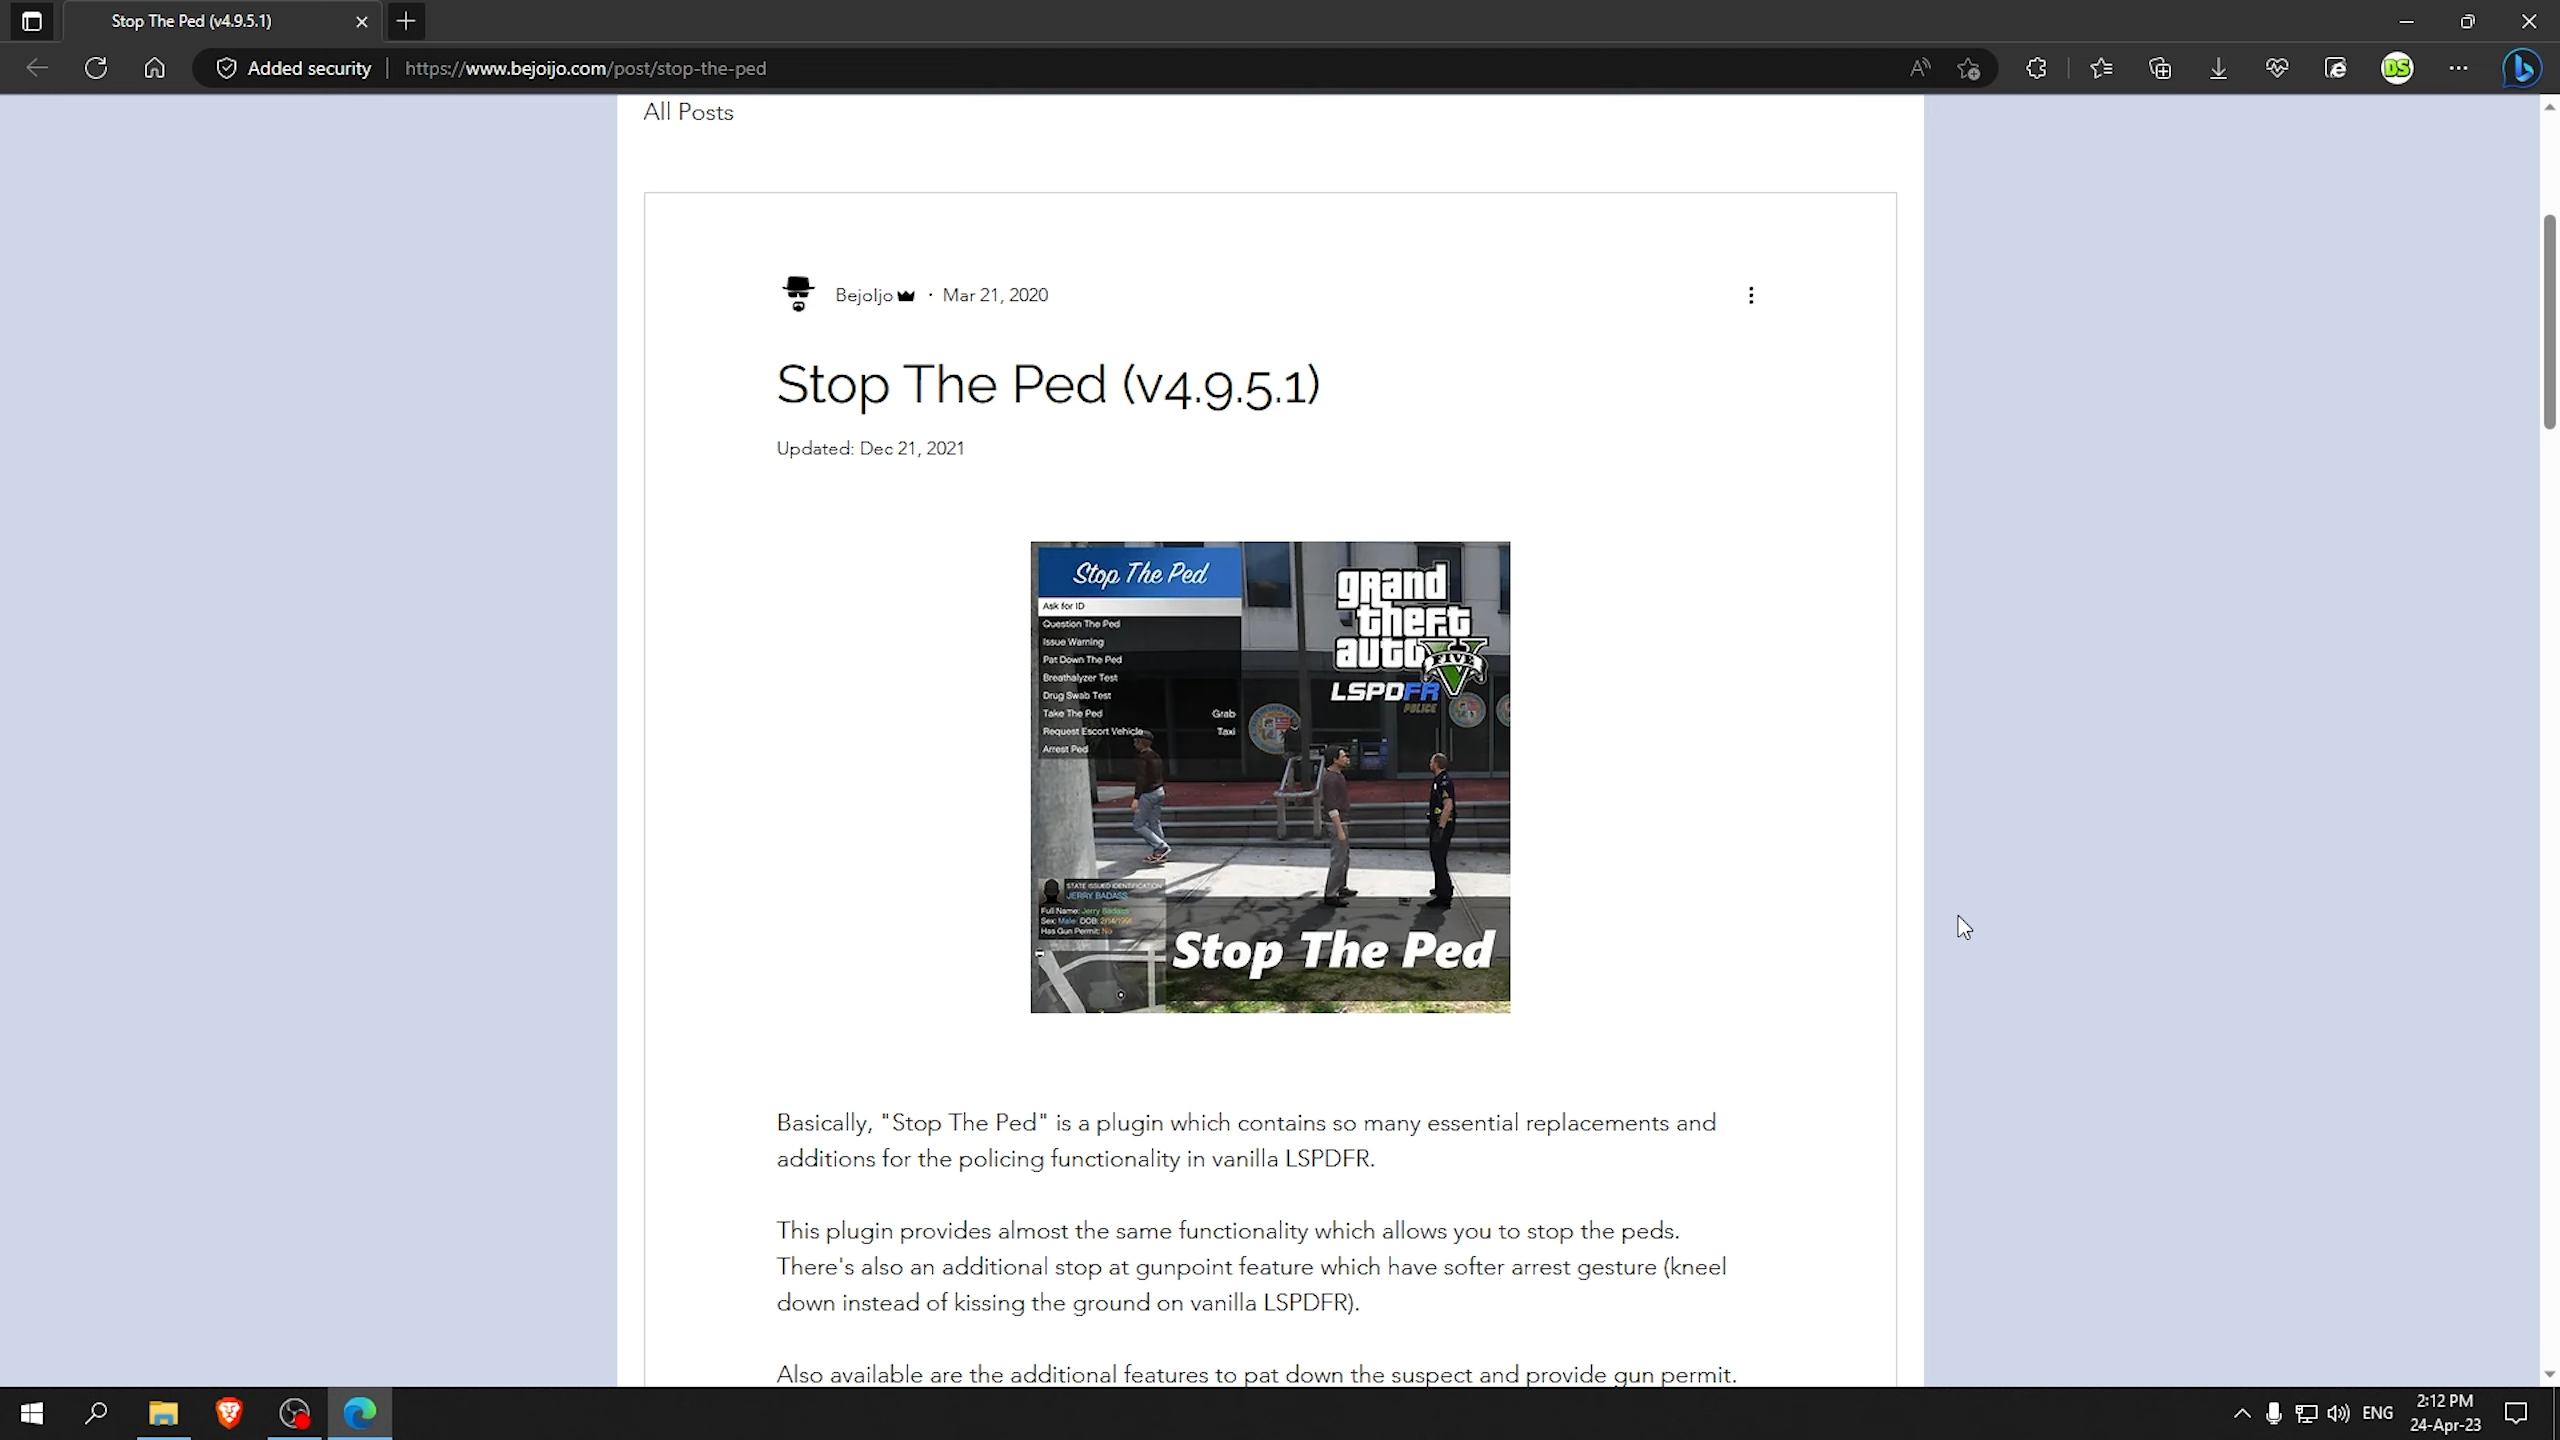 Stop The Ped (v4.9.5.1)
Added security
https://www.bejoijo.com/post/stop-the-ped
All Posts
BejoIjo · Mar 21, 2020
Stop The Ped (v4.9.5.1)
Updated: Dec 21, 2021
Stop The Ped
Ask for ID
Question The Ped
Issue Warning
Pat Down The Ped
Breathalyzer Test
Drug Swab Test
Take The Ped Grab
Request Escort Vehicle Taxi
Arrest Ped
grand
theft
auto
FIVE
LSPDFR
POLICE
STATE ISSUED IDENTIFICATION
JERRY BADASS
Full Name: Jerry Badass
Sex: Male DOB: 2/14/1991
Has Gun Permit: No
Stop The Ped
Basically, "Stop The Ped" is a plugin which contains so many essential replacements and
additions for the policing functionality in vanilla LSPDFR.
This plugin provides almost the same functionality which allows you to stop the peds.
There's also an additional stop at gunpoint feature which have softer arrest gesture (kneel
down instead of kissing the ground on vanilla LSPDFR).
Also available are the additional features to pat down the suspect and provide gun permit.
DS
ENG
2:12 PM
24-Apr-23